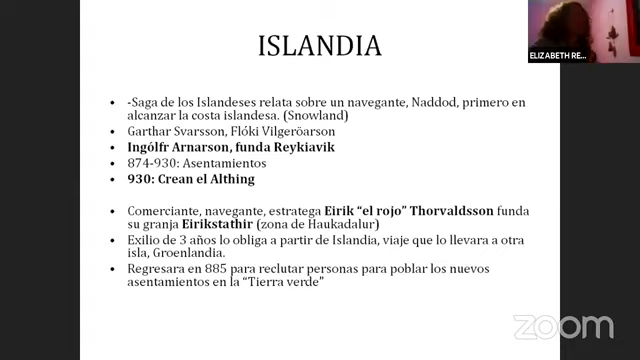 ELIZABETH RE...
ISLANDIA
• -Saga de los Islandeses relata sobre un navegante, Naddod, primero en
alcanzar la costa islandesa. (Snowland)
• Garthar Svarsson, Flóki Vilgeröarson
• Ingólfr Arnarson, funda Reykiavik
• 874-930: Asentamientos
• 930: Crean el Althing
• Comerciante, navegante, estratega Eirik “el rojo” Thorvaldsson funda
su granja Eirikstathir (zona de Haukadalur)
• Exilio de 3 años lo obliga a partir de Islandia, viaje que lo llevara a otra
isla, Groenlandia.
• Regresara en 885 para reclutar personas para poblar los nuevos
asentamientos en la “Tierra verde”
zoom